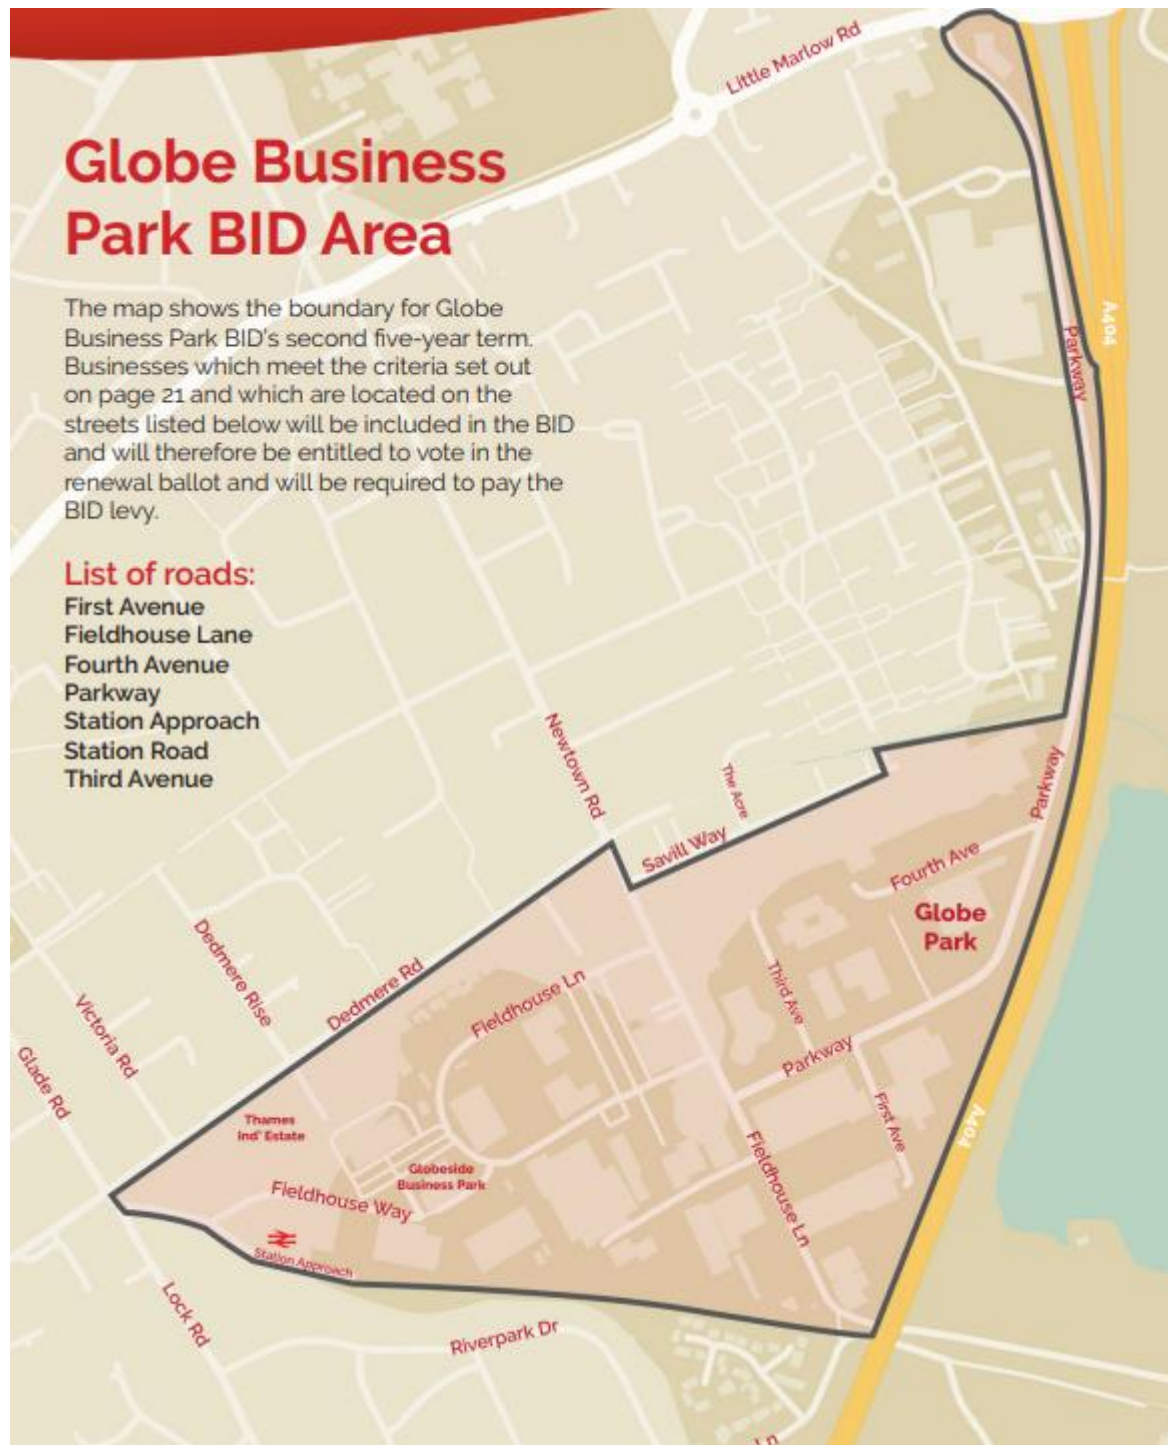 Little Marlow Rd
Globe Business
Park BID Area
The map shows the boundary for Globe
Business Park BID's second five-year term.
Businesses which meet the criteria set out
on page 21 and which are located on the
streets listed below will be included in the BID
and will therefore be entitled to vote in the
renewal ballot and will be required to pay the
BID levy.
List of roads:
First Avenue
Fieldhouse Lane
Fourth Avenue
Parkway
Station Approach
Station Road
Third Avenue
A404
Parkway
Newtown Rd
The Acre
Parkway
Savill Way
Fourth Ave
Globe
Park
Dedmere Rise
Dedmere Rd
Fieldhouse Ln
Third Ave
Victoria Rd
Glade Rd
Parkway
First Ave
A404
Thames
Ind' Estate
Globeside
Business Park
Fieldhouse Way
Fieldhouse Ln
Station Approach
Lock Rd
Riverpark Dr
Ln